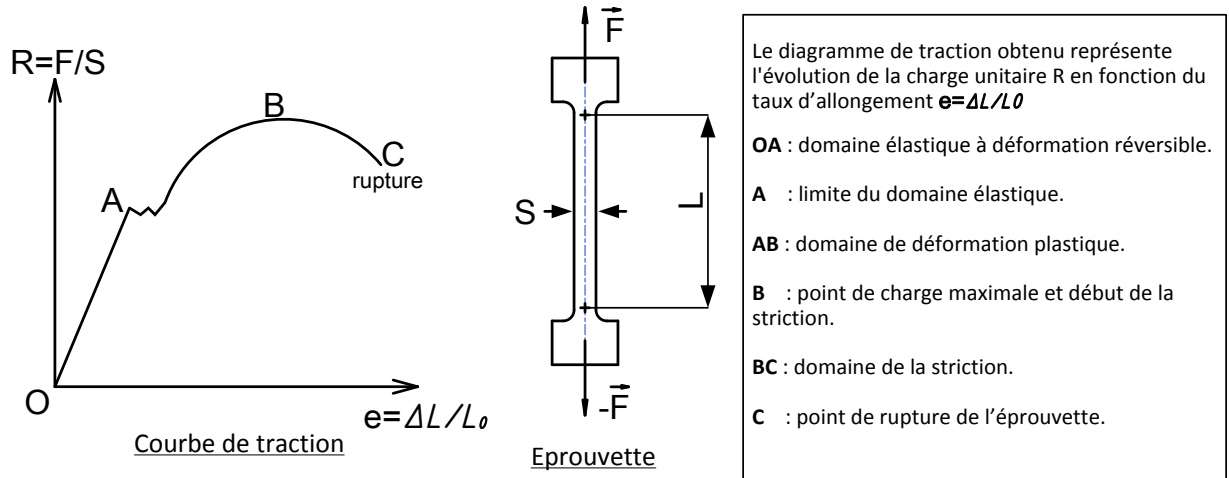 R=F/S
A
B
C
rupture
O
e=ΔL/L0
Courbe de traction
F
S
L
-F
Eprouvette
Le diagramme de traction obtenu représente
l'évolution de la charge unitaire R en fonction du
taux d’allongement e=ΔL/L0
OA : domaine élastique à déformation réversible.
A : limite du domaine élastique.
AB : domaine de déformation plastique.
B : point de charge maximale et début de la
striction.
BC : domaine de la striction.
C : point de rupture de l’éprouvette.